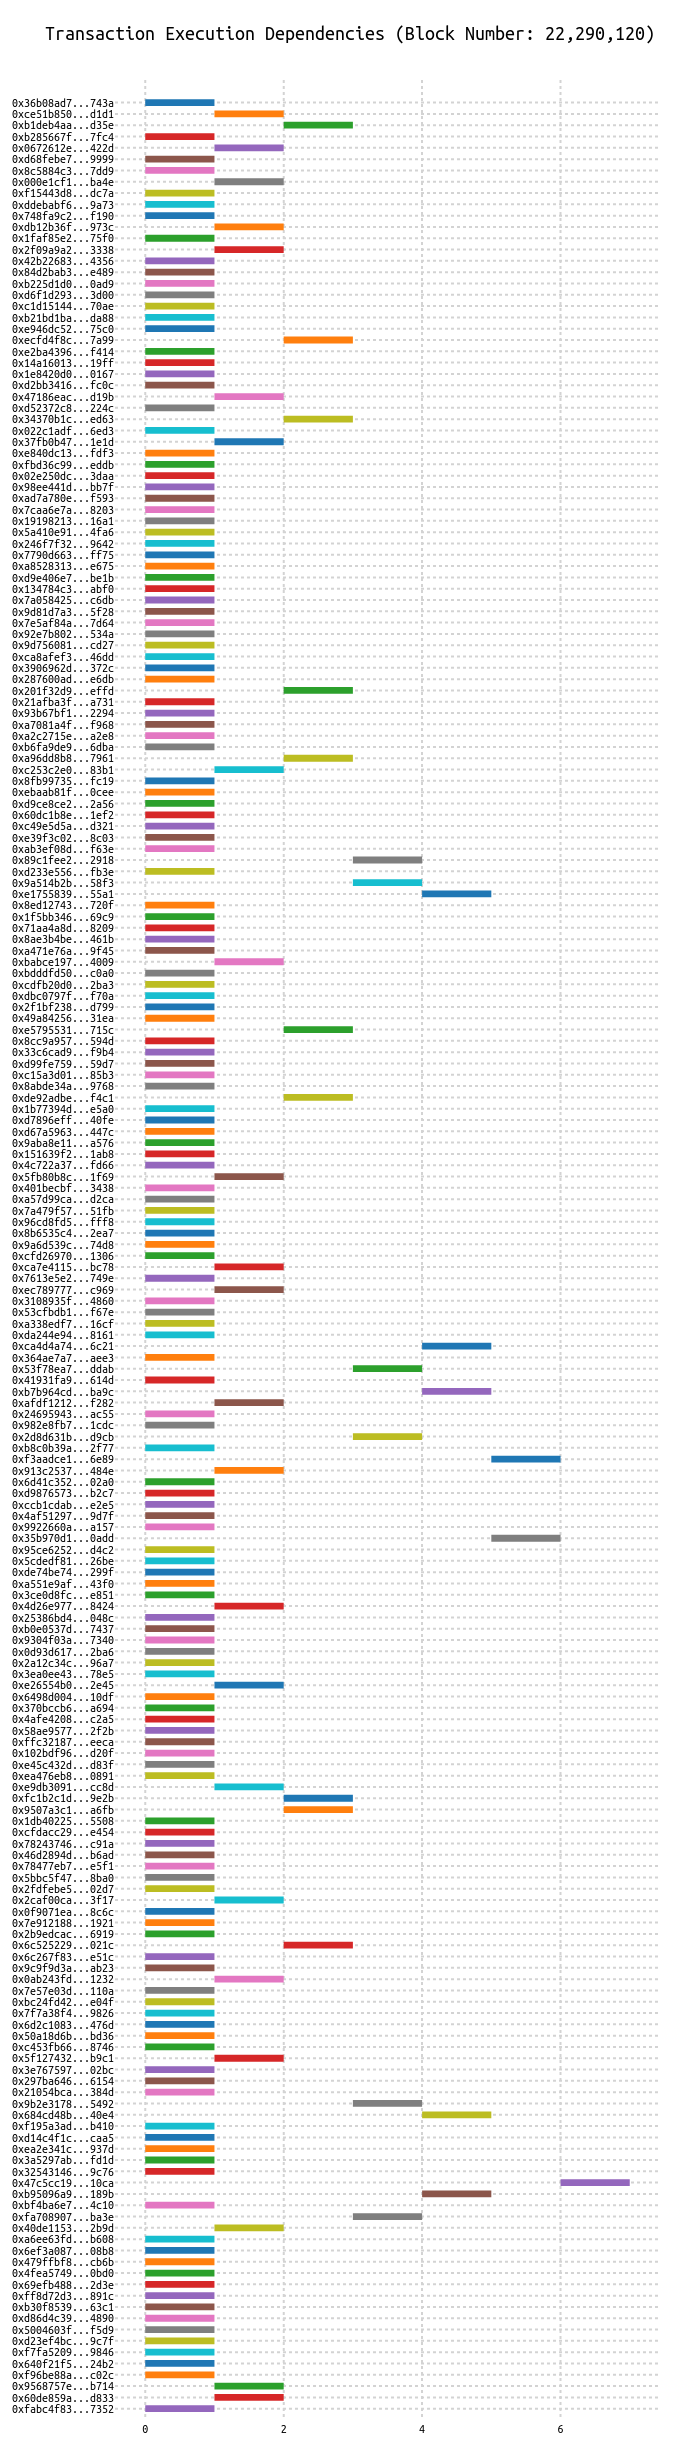 Transaction Execution Dependencies (Block Number: 22,290,120)
0x36b08ad7...743a
0xce51b850...d1d1
0xb1deb4aa...d35e
0xb285667f...7fc4
0x0672612e...422d
0xd68febe7...9999
0x8c5884c3...7dd9
0x000e1cf1...ba4e
0xf15443d8...dc7a
0xddebabf6...9a73
0x748fa9c2...f190
0xdb12b36f...973c
0x1faf85e2...75f0
0x2f09a9a2...3338
0x42b22683...4356
0x84d2bab3...e489
0xb225d1d0...0ad9
0xd6f1d293...3d00
0xc1d15144...70ae
0xb21bd1ba...da88
0xe946dc52...75c0
0xecfd4f8c...7a99
0xe2ba4396...f414
0x14a16013...19ff
0x1e8420d0...0167
0xd2bb3416...fc0c
0x47186eac...d19b
0xd52372c8...224c
0x34370b1c...ed63
0x022c1adf...6ed3
0x37fb0b47...1e1d
0xe840dc13...fdf3
0xfbd36c99...eddb
0x02e250dc...3daa
0x98ee441d...bb7f
0xad7a780e...f593
0x7caa6e7a...8203
0x19198213...16a1
0x5a410e91...4fa6
0x246f7f32...9642
0x7790d663...ff75
0xa8528313...e675
0xd9e406e7...be1b
0x134784c3...abf0
0x7a058425...c6db
0x9d81d7a3...5f28
0x7e5af84a...7d64
0x92e7b802...534a
0x9d756081...cd27
0xca8afef3...46dd
0x3906962d...372c
0x287600ad...e6db
0x201f32d9...effd
0x21afba3f...a731
0x93b67bf1...2294
0xa7081a4f...f968
0xa2c2715e...a2e8
0xb6fa9de9...6dba
0xa96dd8b8...7961
0xc253c2e0...83b1
0x8fb99735...fc19
0xebaab81f...0cee
0xd9ce8ce2...2a56
0x60dc1b8e...1ef2
0xc49e5d5a...d321
0xe39f3c02...8c03
0xab3ef08d...f63e
0x89c1fee2...2918
0xd233e556...fb3e
0x9a514b2b...58f3
0xe1755839...55a1
0x8ed12743...720f
0x1f5bb346...69c9
0x71aa4a8d...8209
0x8ae3b4be...461b
0xa471e76a...9f45
0xbabce197...4009
0xbdddfd50...c0a0
0xcdfb20d0...2ba3
0xdbc0797f...f70a
0x2f1bf238...d799
0x49a84256...31ea
0xe5795531...715c
0x8cc9a957...594d
0x33c6cad9...f9b4
0xd99fe759...59d7
0xc15a3d01...85b3
0x8abde34a...9768
0xde92adbe...f4c1
0x1b77394d...e5a0
0xd7896eff...40fe
0xd67a5963...447c
0x9aba8e11...a576
0x151639f2...1ab8
0x4c722a37...fd66
0x5fb80b8c...1f69
0x401becbf...3438
0xa57d99ca...d2ca
0x7a479f57...51fb
0x96cd8fd5...fff8
0x8b6535c4...2ea7
0x9a6d539c...74d8
0xcfd26970...1306
0xca7e4115...bc78
0x7613e5e2...749e
0xec789777...c969
0x3108935f...4860
0x53cfbdb1...f67e
0xa338edf7...16cf
0xda244e94...8161
0xca4d4a74...6c21
0x364ae7a7...aee3
0x53f78ea7...ddab
0x41931fa9...614d
0xb7b964cd...ba9c
0xafdf1212...f282
0x24695943...ac55
0x982e8fb7...1cdc
0x2d8d631b...d9cb
0xb8c0b39a...2f77
0xf3aadce1...6e89
0x913c2537...484e
0x6d41c352...02a0
0xd9876573...b2c7
0xccb1cdab...e2e5
0x4af51297...9d7f
0x9922660a...a157
0x35b970d1...0add
0x95ce6252...d4c2
0x5cdedf81...26be
0xde74be74...299f
0xa551e9af...43f0
0x3ce0d8fc...e851
0x4d26e977...8424
0x25386bd4...048c
0xb0e0537d...7437
0x9304f03a...7340
0x0d93d617...2ba6
0x2a12c34c...96a7
0x3ea0ee43...78e5
0xe26554b0...2e45
0x6498d004...10df
0x370bccb6...a694
0x4afe4208...c2a5
0x58ae9577...2f2b
0xffc32187...eeca
0x102bdf96...d20f
0xe45c432d...d83f
0xea476eb8...0891
0xe9db3091...cc8d
0xfc1b2c1d...9e2b
0x9507a3c1...a6fb
0x1db40225...5508
0xcfdacc29...e454
0x78243746...c91a
0x46d2894d...b6ad
0x78477eb7...e5f1
0x5bbc5f47...8ba0
0x2fdfebe5...02d7
0x2caf00ca...3f17
0x0f9071ea...8c6c
0x7e912188...1921
0x2b9edcac...6919
0x6c525229...021c
0x6c267f83...e51c
0x9c9f9d3a...ab23
0x0ab243fd...1232
0x7e57e03d...110a
0xbc24fd42...e04f
0x7f7a38f4...9826
0x6d2c1083...476d
0x50a18d6b...bd36
0xc453fb66...8746
0x5f127432...b9c1
0x3e767597...02bc
0x297ba646...6154
0x21054bca...384d
0x9b2e3178...5492
0x684cd48b...40e4
0xf195a3ad...b410
0xd14c4f1c...caa5
0xea2e341c...937d
0x3a5297ab...fd1d
0x32543146...9c76
0x47c5cc19...10ca
0xb95096a9...189b
0xbf4ba6e7...4c10
0xfa708907...ba3e
0x40de1153...2b9d
0xa6ee63fd...b608
0x6ef3a087...08b8
0x479ffbf8...cb6b
0x4fea5749...0bd0
0x69efb488...2d3e
0xff8d72d3...891c
0xb30f8539...63c1
0xd86d4c39...4890
0x5004603f...f5d9
0xd23ef4bc...9c7f
0xf7fa5209...9846
0x640f21f5...24b2
0xf96be88a...c02c
0x9568757e...b714
0x60de859a...d833
0xfabc4f83...7352
0 2 4 6